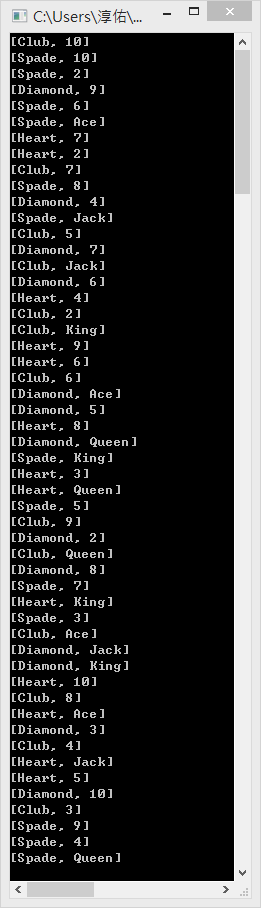 C:\Users\淳佑\...
[Club, 10]
[Spade, 10]
[Spade, 2]
[Diamond, 9]
[Spade, 6]
[Spade, Ace]
[Heart, 7]
[Heart, 2]
[Club, 7]
[Spade, 8]
[Diamond, 4]
[Spade, Jack]
[Club, 5]
[Diamond, 7]
[Club, Jack]
[Diamond, 6]
[Heart, 4]
[Club, 2]
[Club, King]
[Heart, 9]
[Heart, 6]
[Club, 6]
[Diamond, Ace]
[Diamond, 5]
[Heart, 8]
[Diamond, Queen]
[Spade, King]
[Heart, 3]
[Heart, Queen]
[Spade, 5]
[Club, 9]
[Diamond, 2]
[Club, Queen]
[Diamond, 8]
[Spade, 7]
[Heart, King]
[Spade, 3]
[Club, Ace]
[Diamond, Jack]
[Diamond, King]
[Heart, 10]
[Club, 8]
[Heart, Ace]
[Diamond, 3]
[Club, 4]
[Heart, Jack]
[Heart, 5]
[Diamond, 10]
[Club, 3]
[Spade, 9]
[Spade, 4]
[Spade, Queen]